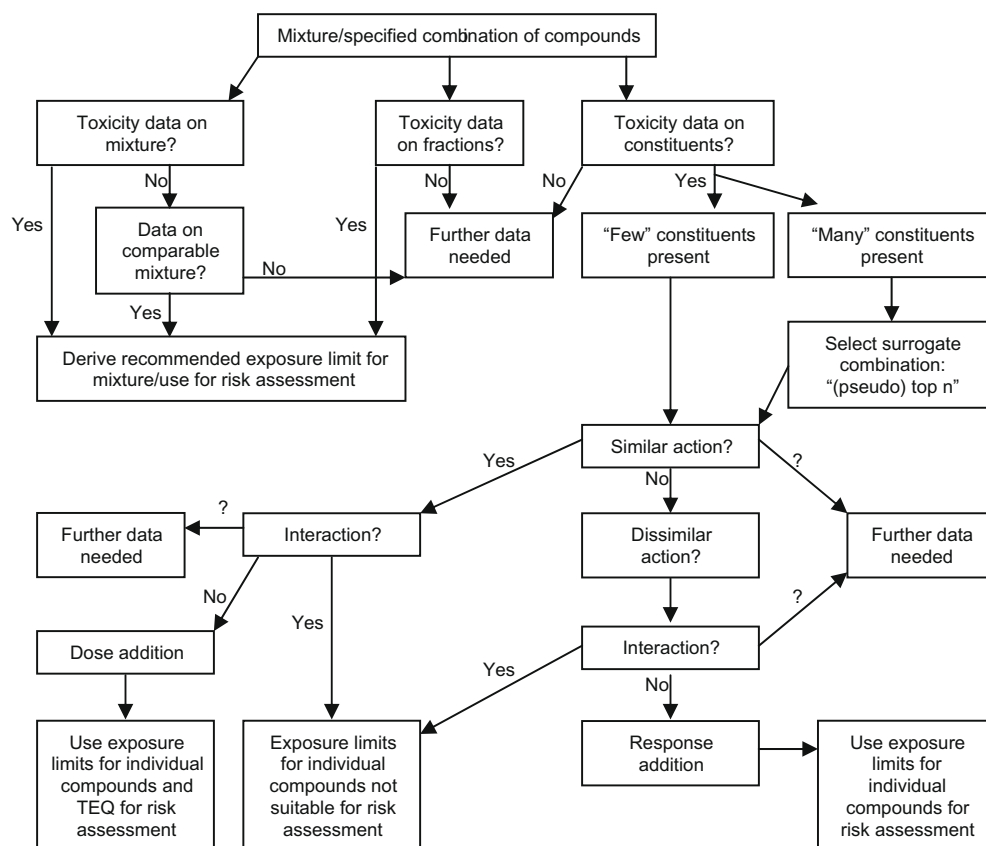 Mixture/specified combination of compounds
Toxicity data on
mixture?
Toxicity data
on fractions?
Toxicity data on
constituents?
No
No
No
Yes
Yes
Yes
Data on
comparable
mixture?
No
Further data
needed
"Few" constituents
present
"Many" constituents
present
Yes
Derive recommended exposure limit for
mixture/use for risk assessment
Select surrogate
combination:
"(pseudo) top n"
Similar action?
Yes
No
?
Further data
needed
?
Interaction?
Dissimilar
action?
Further data
needed
No
Yes
?
Dose addition
Interaction?
Yes
No
Use exposure
limits for individual
compounds and
TEQ for risk
assessment
Exposure limits
for individual
compounds not
suitable for risk
assessment
Response
addition
Use exposure
limits for
individual
compounds for
risk assessment